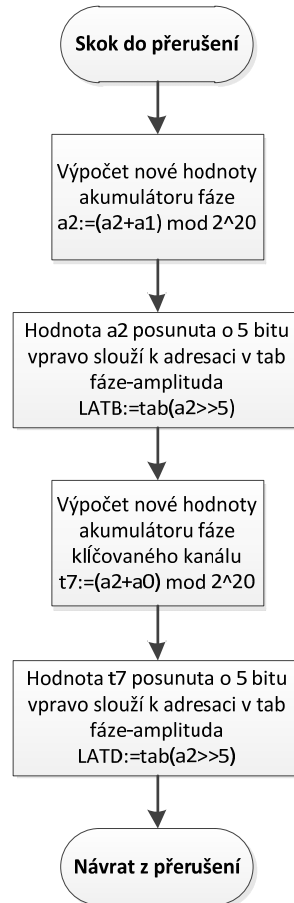 Skok do přerušení
Výpočet nové hodnoty
akumulátoru fáze
a2:=(a2+a1) mod 2^20
Hodnota a2 posunuta o 5 bitu
vpravo slouží k adresaci v tab
fáze-amplituda
LATB:=tab(a2>>5)
Výpočet nové hodnoty
akumulátoru fáze
klíčovaného kanálu
t7:=(a2+a0) mod 2^20
Hodnota t7 posunuta o 5 bitu
vpravo slouží k adresaci v tab
fáze-amplituda
LATD:=tab(a2>>5)
Návrat z přerušení